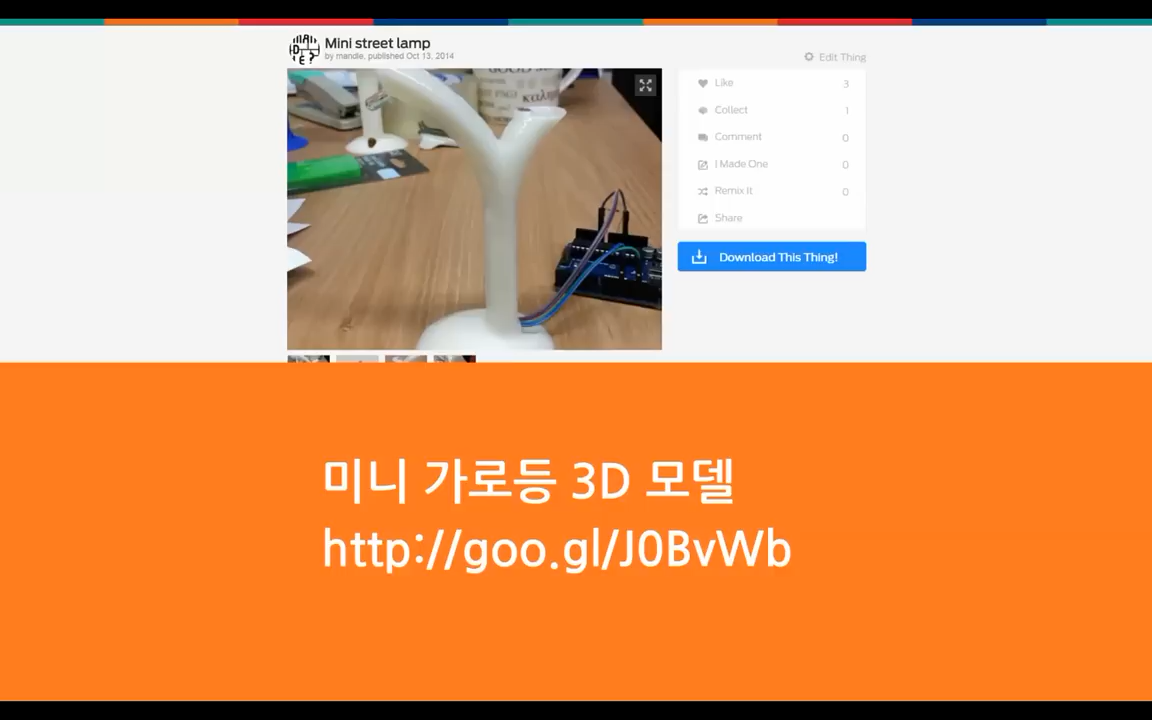 Mini street lamp
by mandie, published Oct 13, 2014
Edit Thing
Like 3
Collect 1
Comment 0
I Made One 0
Remix It 0
Share
Download This Thing!
미니 가로등 3D 모델
http://goo.gl/J0BvWb